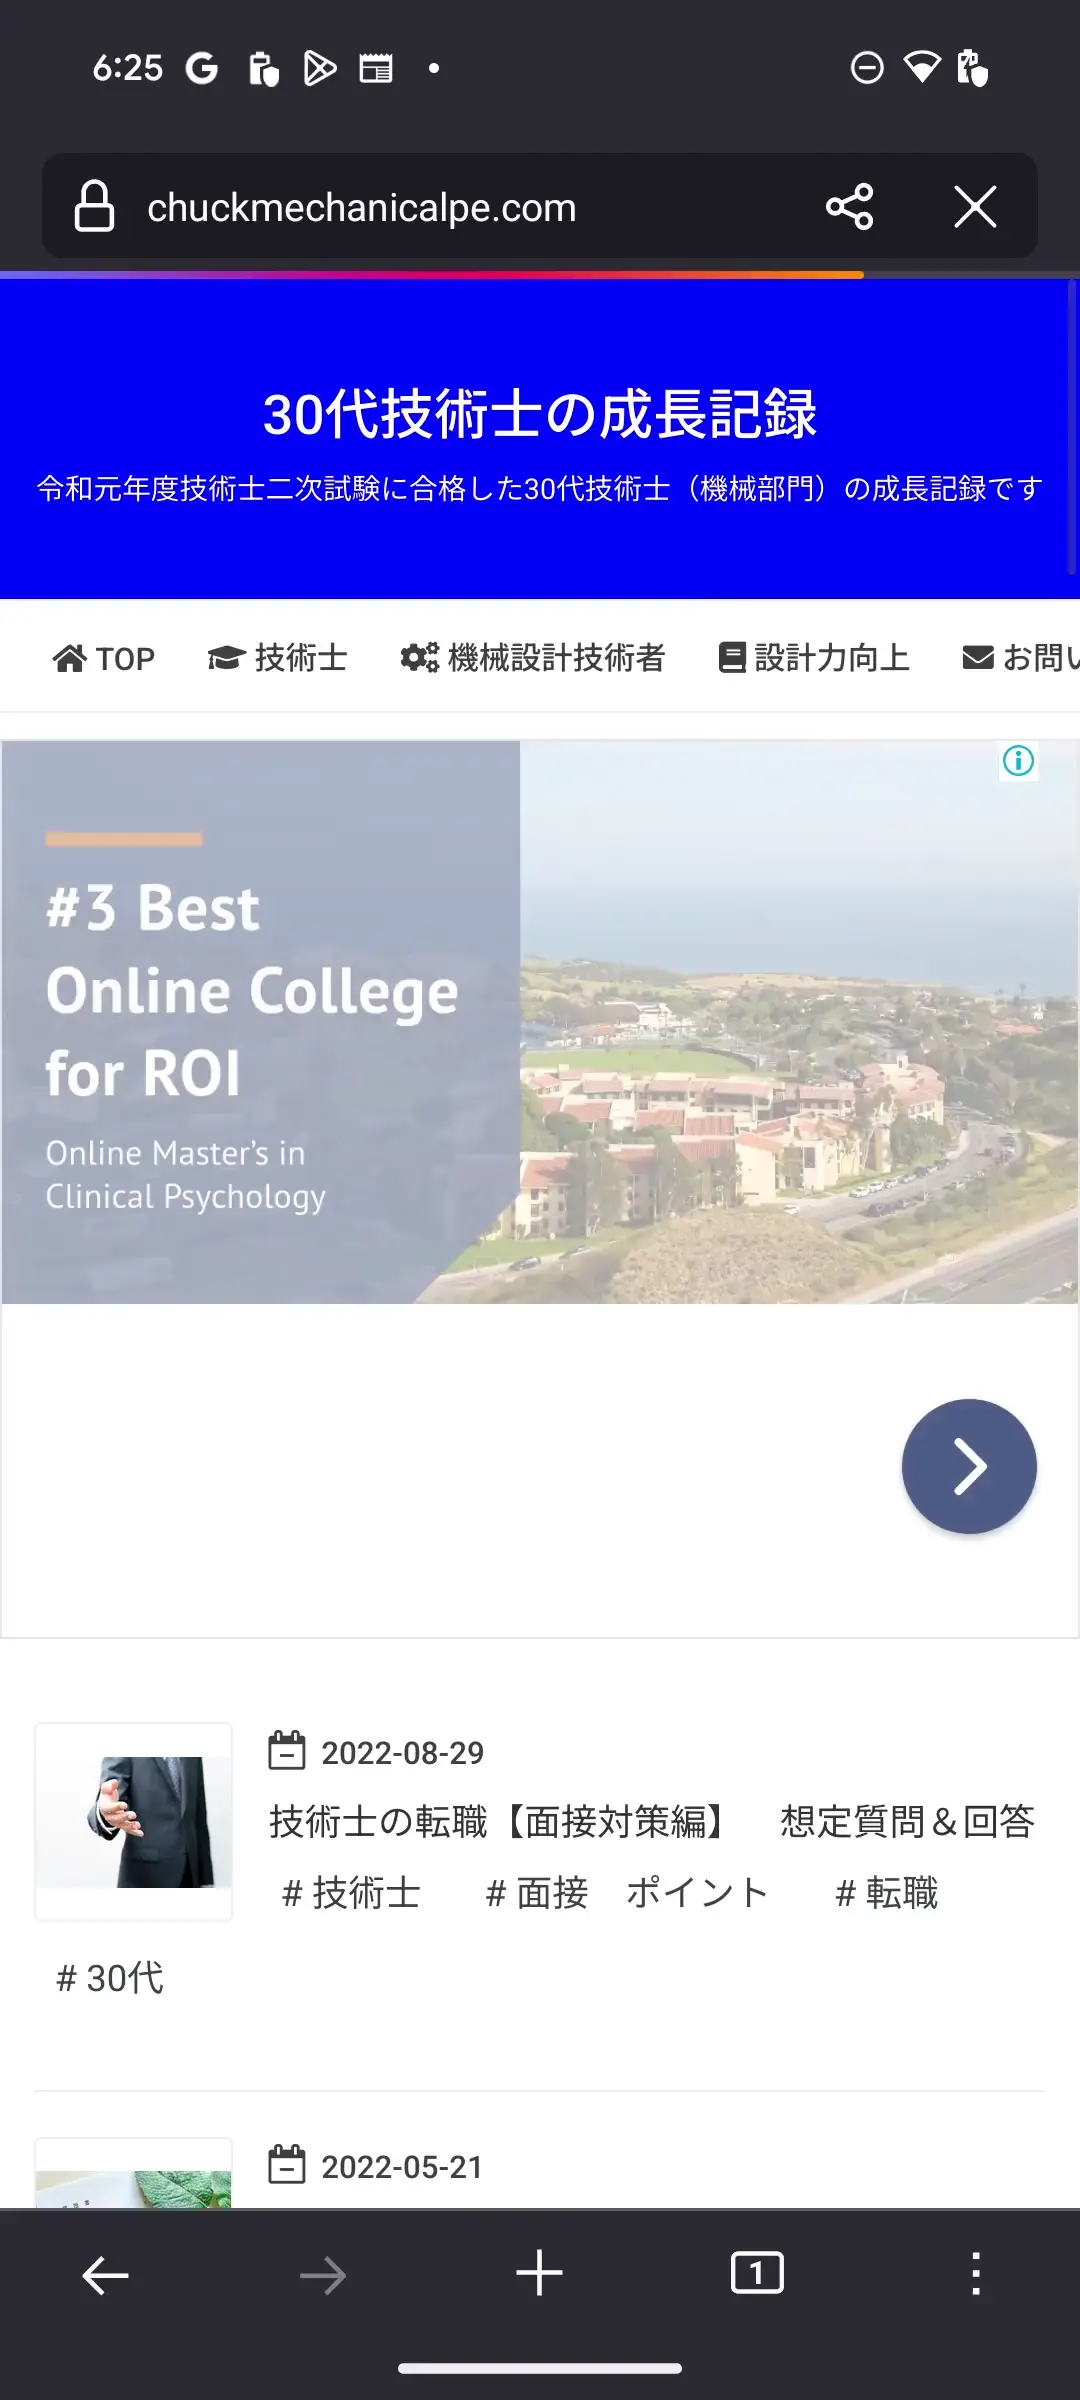 6:25
chuckmechanicalpe.com
30代技術士の成長記録
令和元年度技術士二次試験に合格した30代技術士（機械部門）の成長記録です
TOP 技術士 機械設計技術者 設計力向上 お問い
#3 Best
Online College
for ROI
Online Master's in
Clinical Psychology
2022-08-29
技術士の転職【面接対策編】　想定質問＆回答
# 技術士 # 面接　ポイント # 転職
# 30代
2022-05-21
1